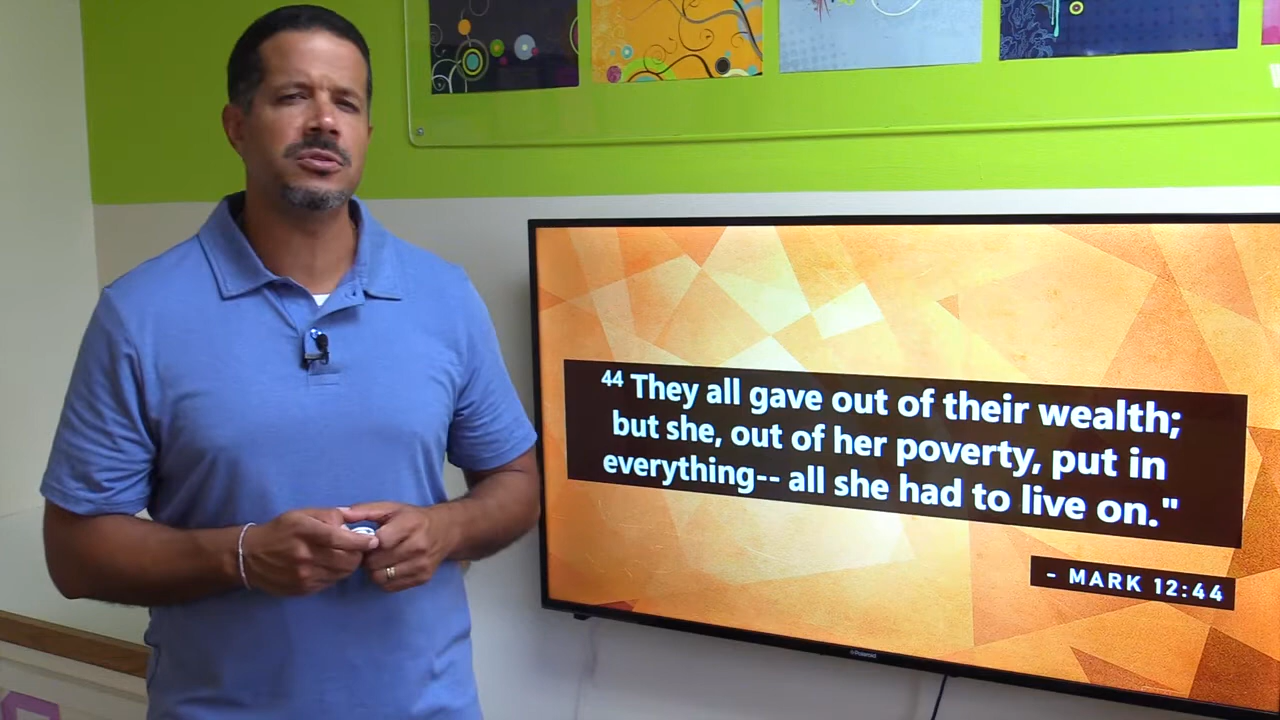 44 They all gave out of their wealth;
but she, out of her poverty, put in
everything-- all she had to live on."
- MARK 12:44
Polaroid